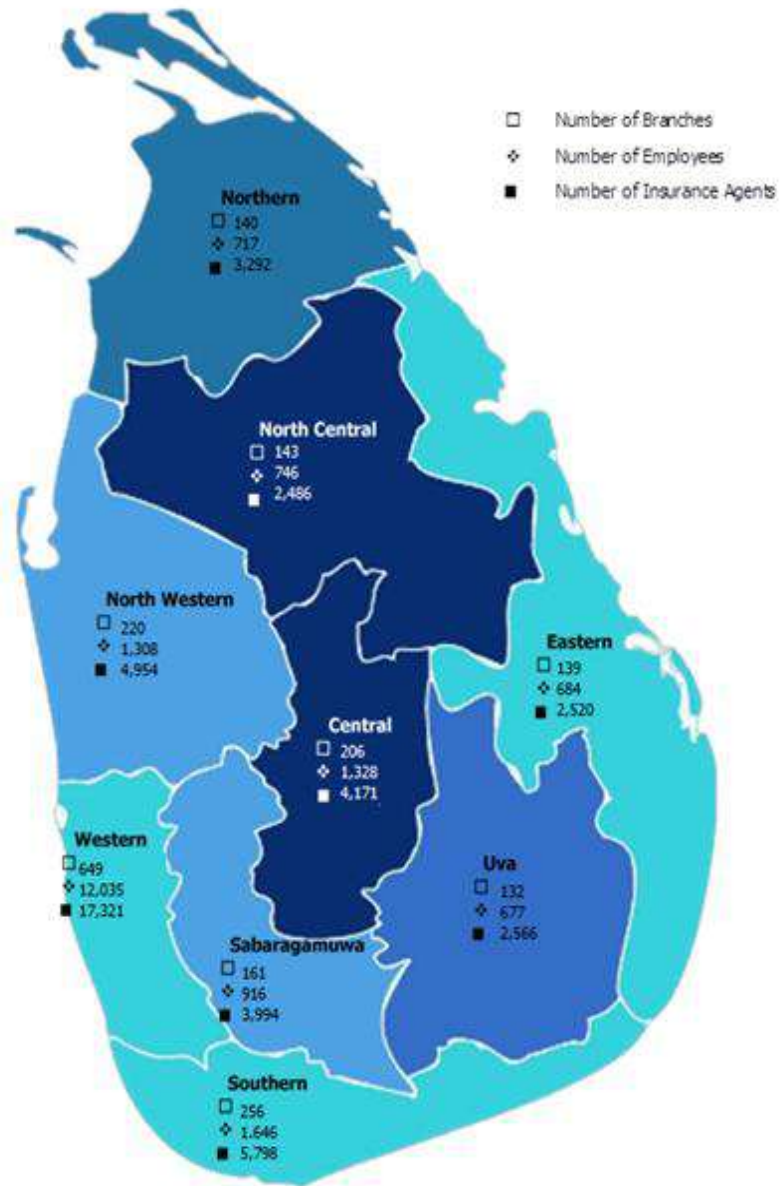 Number of Branches
Number of Employees
Number of Insurance Agents
Northern
140
717
3,292
North Central
143
746
2,486
North Western
220
1,308
4,954
Eastern
139
684
2,520
Central
206
1,328
4,171
Western
649
12,035
17,321
Uva
132
677
2,566
Sabaragamuwa
161
916
3,994
Southern
256
1.646
5,798